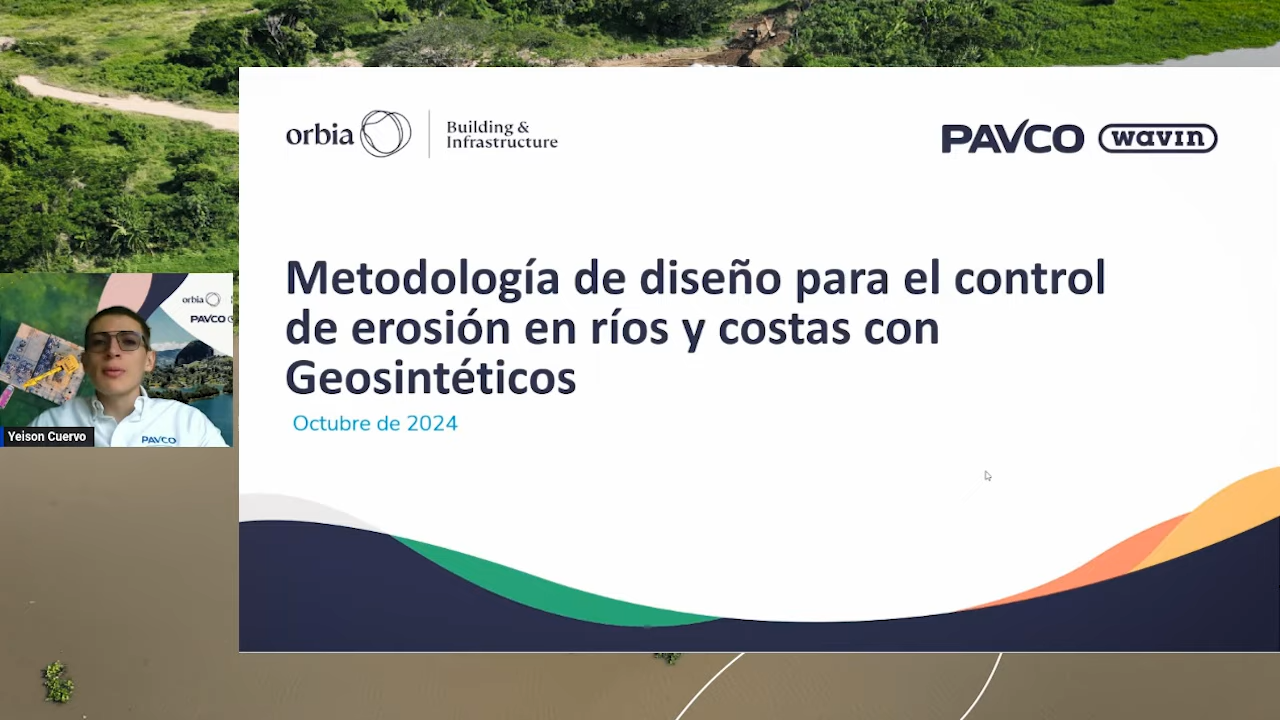 orbia
Building &
Infrastructure
PAVCO wavin
Metodología de diseño para el control
de erosión en ríos y costas con
Geosintéticos
Octubre de 2024
orbia
PAVCO
PAVCO
Yeison Cuervo